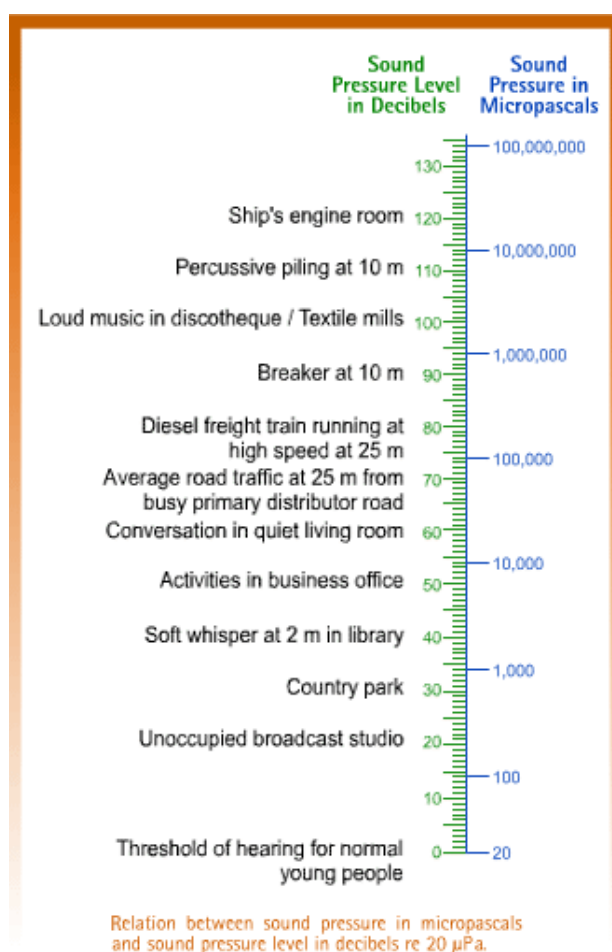 Sound
Pressure Level
in Decibels
Sound
Pressure in
Micropascals
100,000,000
130
Ship's engine room 120
10,000,000
Percussive piling at 10 m 110
Loud music in discotheque / Textile mills 100
1,000,000
Breaker at 10 m 90
Diesel freight train running at 80
high speed at 25 m
100,000
Average road traffic at 25 m from 70
busy primary distributor road
Conversation in quiet living room 60
10,000
Activities in business office 50
Soft whisper at 2 m in library 40
1,000
Country park 30
Unoccupied broadcast studio 20
100
10
Threshold of hearing for normal 0 20
young people
Relation between sound pressure in micropascals
and sound pressure level in decibels re 20 µPa.